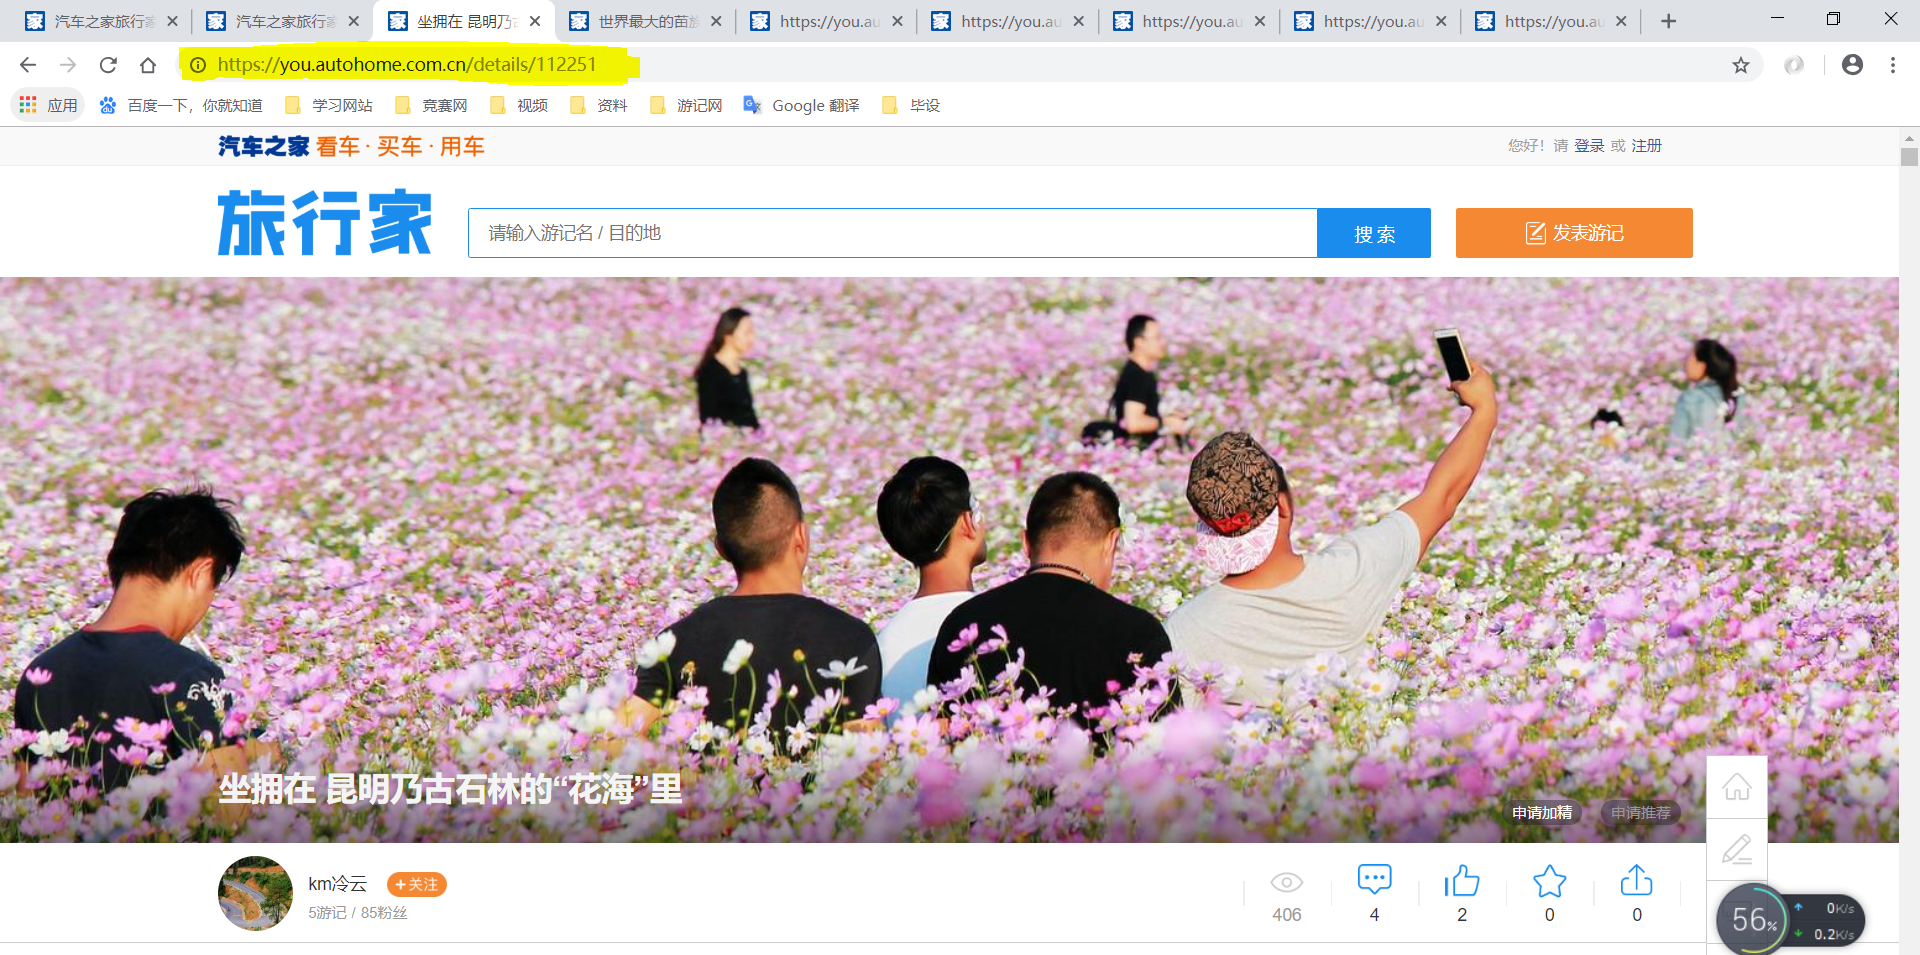 汽车之家旅行家
汽车之家旅行家
坐拥在 昆明乃古
世界最大的苗族
https://you.au
https://you.au
https://you.au
https://you.au
https://you.au
https://you.autohome.com.cn/details/112251
应用
百度一下，你就知道
学习网站
竞赛网
视频
资料
游记网
Google 翻译
毕设
汽车之家 看车 · 买车 · 用车
您好！请 登录 或 注册
旅行家
请输入游记名 / 目的地
搜 索
发表游记
坐拥在 昆明乃古石林的“花海”里
申请加精
申请推荐
km冷云
+ 关注
5游记 / 85粉丝
406
4
2
0
0
56%
0K/s
0.2K/s